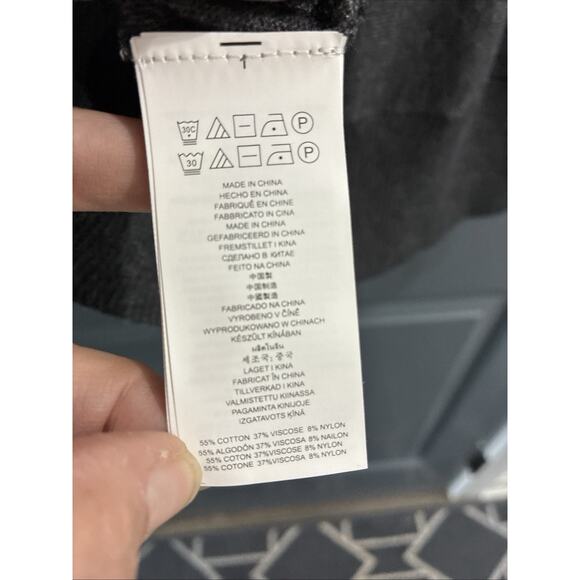 1
30C P
30 P
MADE IN CHINA
HECHO EN CHINA
FABRIQUÉ EN CHINE
FABBRICATO IN CINA
MADE IN CHINA
GEFABRICEERD IN CHINA
FREMSTILLET I KINA
СДЕЛАНО В КИТАЕ
FEITO NA CHINA
中国製
中国制造
中國製造
FABRICADO NA CHINA
VYROBENO V ČÍNĚ
WYPRODUKOWANO W CHINACH
KÉSZÜLT KÍNÁBAN
ผลิตในจีน
제조국: 중국
LAGET I KINA
FABRICAT IN CHINA
TILLVERKAD I KINA
VALMISTETTU KIINASSA
PAGAMINTA KINIJOJE
IZGATAVOTS ĶĪNĀ
55% COTTON 37% VISCOSE 8% NYLON
55% ALGODÓN 37% VISCOSA 8% NAILON
55% COTON 37% VISCOSE 8% NYLON
55% COTONE 37%VISCOSA 8% NYLON